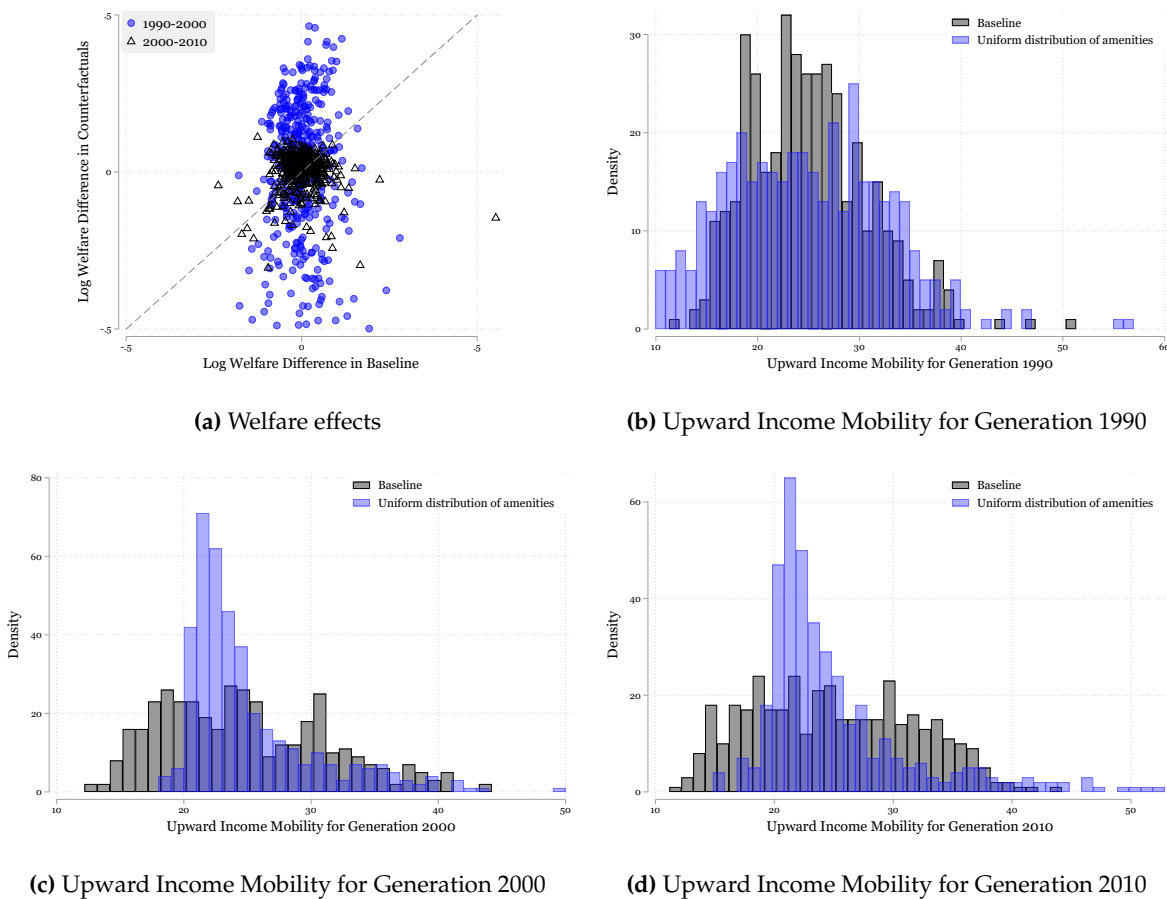 -5
1990-2000
2000-2010
Log Welfare Difference in Counterfactuals
0
-5
-5
0
-5
Log Welfare Difference in Baseline
(a) Welfare effects
Baseline
Uniform distribution of amenities
30
20
10
0
Density
10
20
30
40
50
60
Upward Income Mobility for Generation 1990
(b) Upward Income Mobility for Generation 1990
Baseline
Uniform distribution of amenities
80
60
40
20
0
Density
10
20
30
40
50
Upward Income Mobility for Generation 2000
(c) Upward Income Mobility for Generation 2000
Baseline
Uniform distribution of amenities
60
40
20
0
Density
10
20
30
40
50
Upward Income Mobility for Generation 2010
(d) Upward Income Mobility for Generation 2010